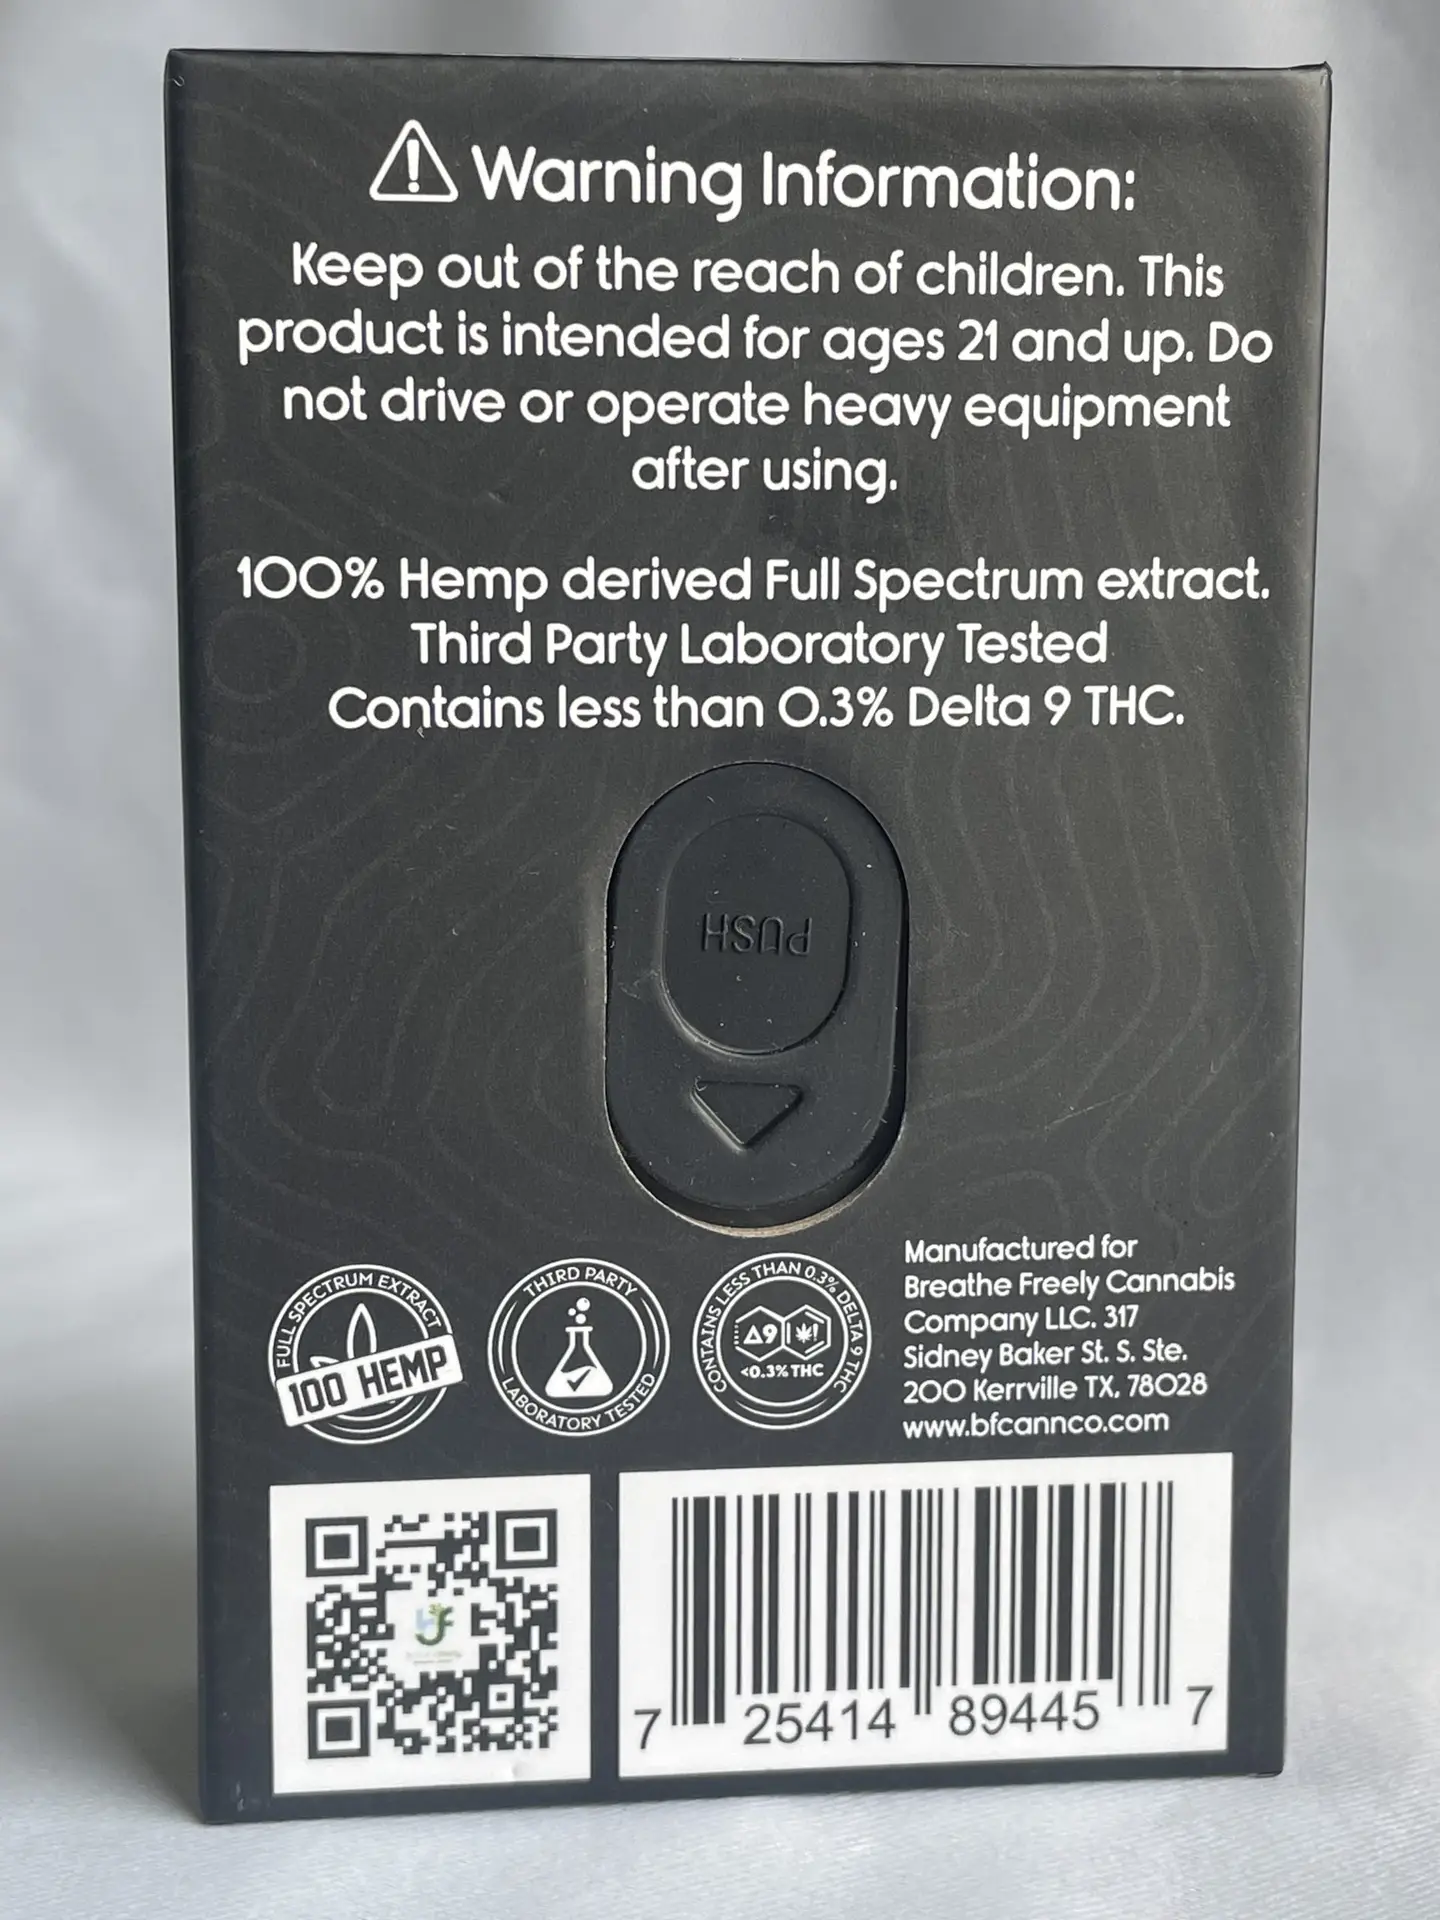 Warning Information:
Keep out of the reach of children. This
product is intended for ages 21 and up. Do
not drive or operate heavy equipment
after using.
100% Hemp derived Full Spectrum extract.
Third Party Laboratory Tested
Contains less than 0.3% Delta 9 THC.
PUSH
FULL SPECTRUM EXTRACT
100 HEMP
THIRD PARTY
LABORATORY TESTED
CONTAINS LESS THAN 0.3% DELTA 9 THC
Δ9
<0.3% THC
Manufactured for
Breathe Freely Cannabis
Company LLC. 317
Sidney Baker St. S. Ste.
200 Kerrville TX, 78028
www.bfcannco.com
7 25414 89445 7